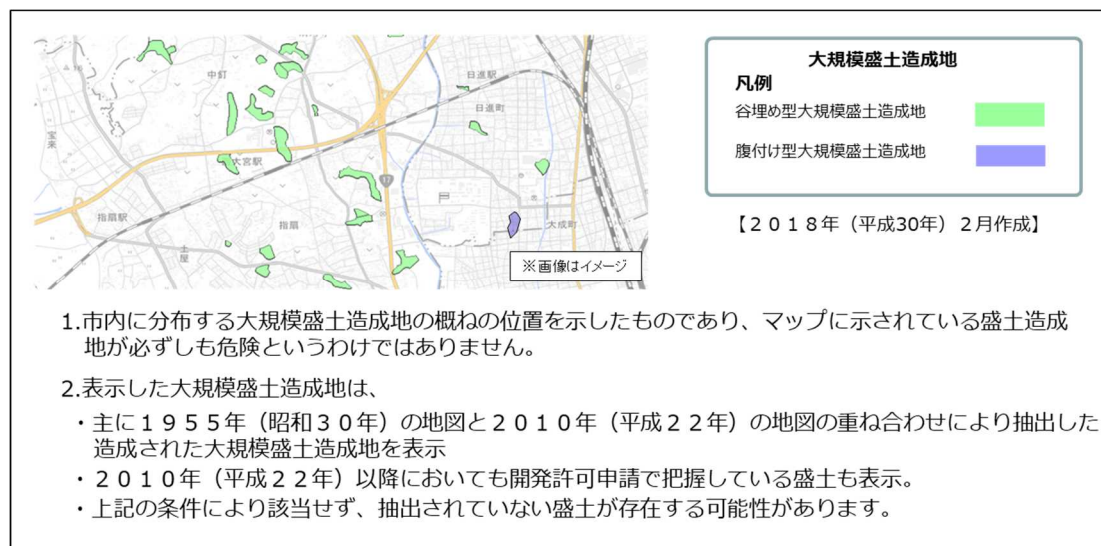 中釘
日進駅
日進町
宝来
大宮駅
17
指扇駅
指扇
土屋
大成町
※画像はイメージ
大規模盛土造成地
凡例
谷埋め型大規模盛土造成地
腹付け型大規模盛土造成地
【２０１８年（平成30年）２月作成】
1.市内に分布する大規模盛土造成地の概ねの位置を示したものであり、マップに示されている盛土造成
地が必ずしも危険というわけではありません。
2.表示した大規模盛土造成地は、
・主に１９５５年（昭和３０年）の地図と２０１０年（平成２２年）の地図の重ね合わせにより抽出した
造成された大規模盛土造成地を表示
・２０１０年（平成２２年）以降においても開発許可申請で把握している盛土も表示。
・上記の条件により該当せず、抽出されていない盛土が存在する可能性があります。